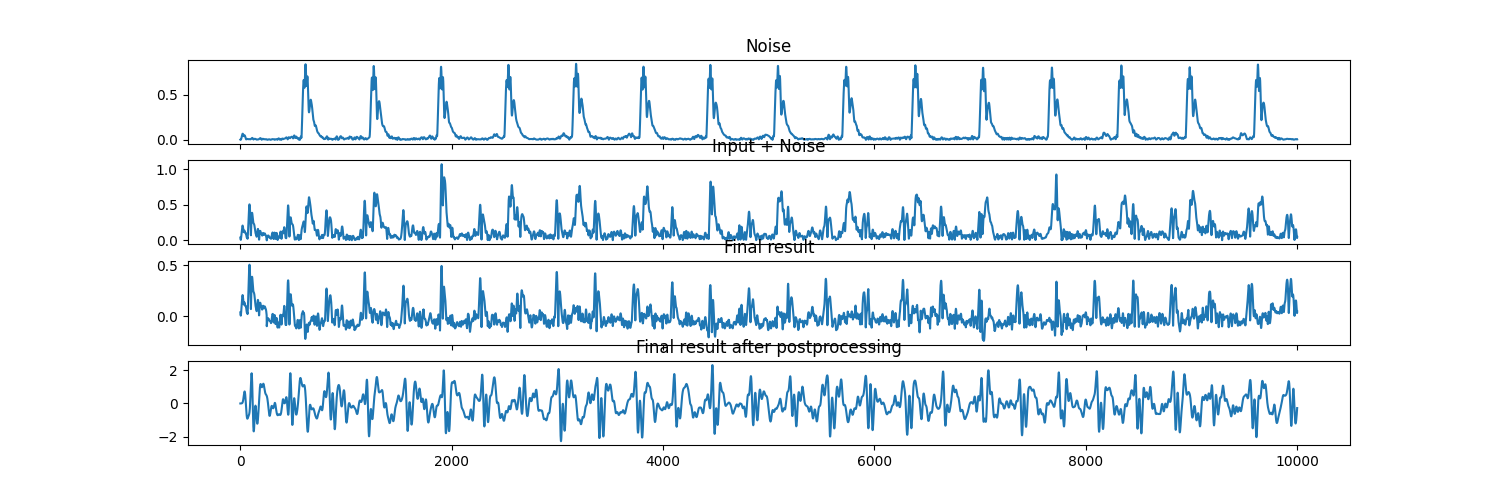 Noise
0.5
0.0
Input + Noise
1.0
0.5
0.0
Final result
0.5
0.0
Final result after postprocessing
2
0
−2
0 2000 4000 6000 8000 10000